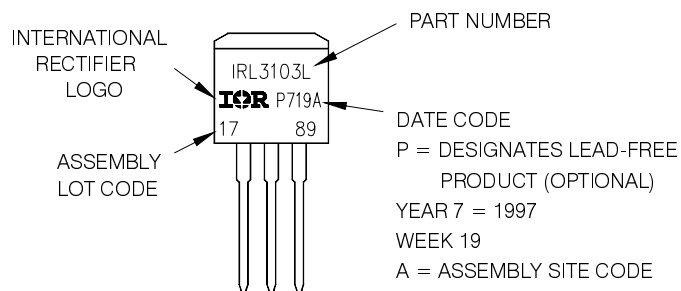 INTERNATIONAL
RECTIFIER
LOGO
ASSEMBLY
LOT CODE
IRL3103L
IOR P719A
17 89
PART NUMBER
DATE CODE
P = DESIGNATES LEAD-FREE
PRODUCT (OPTIONAL)
YEAR 7 = 1997
WEEK 19
A = ASSEMBLY SITE CODE